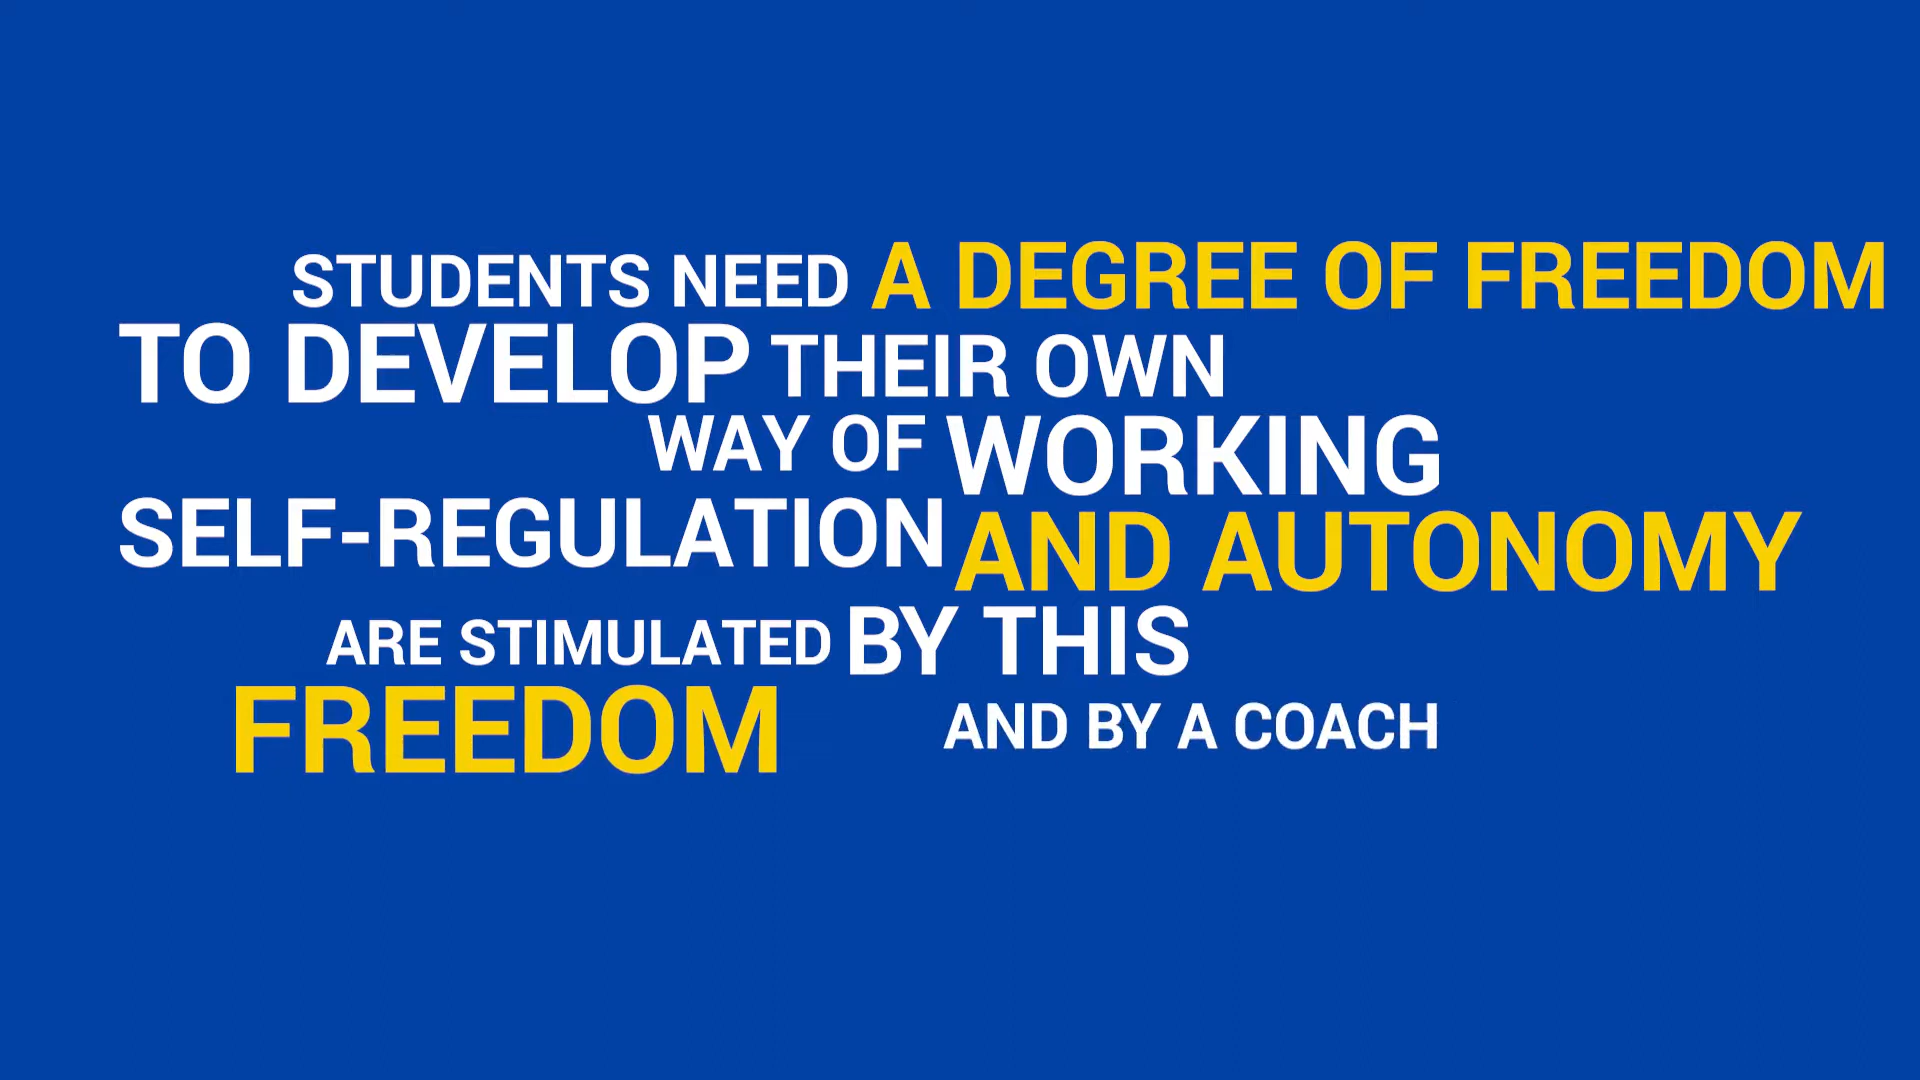 STUDENTS NEED A DEGREE OF FREEDOM
TO DEVELOP THEIR OWN
WAY OF WORKING
SELF-REGULATION AND AUTONOMY
ARE STIMULATED BY THIS
FREEDOM AND BY A COACH